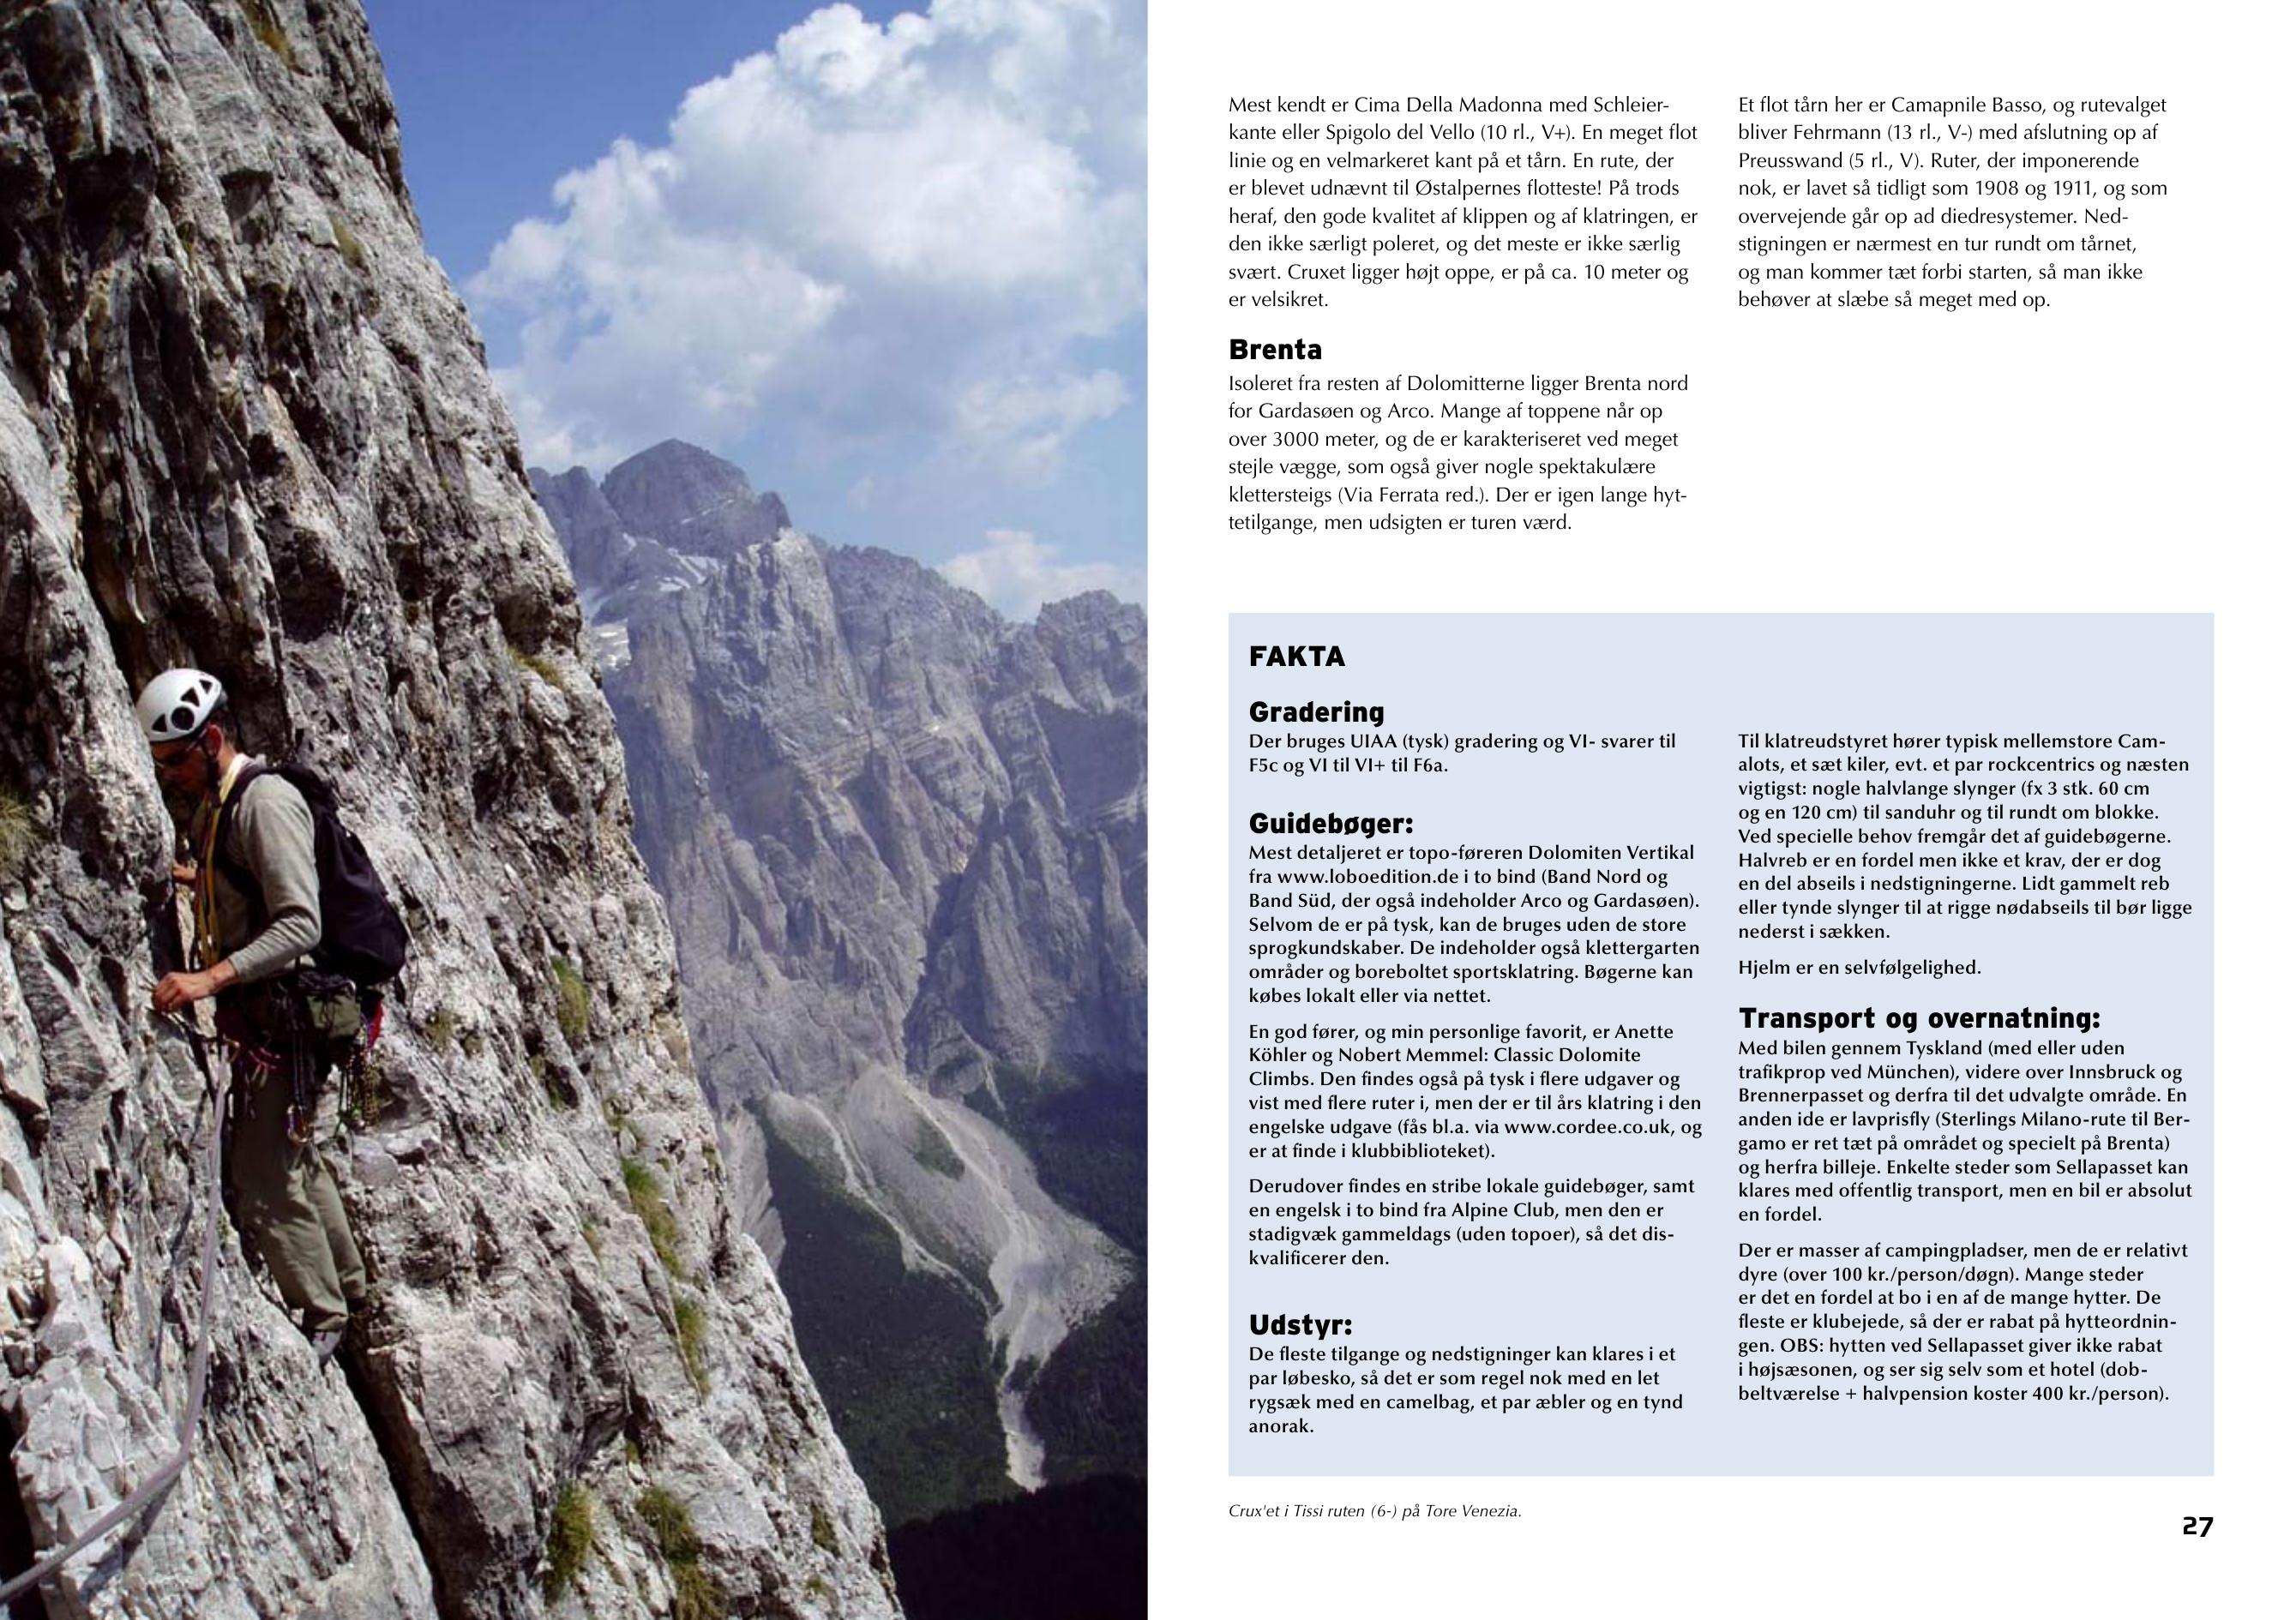 Mest kendt er Cima Della Madonna med Schleier-
kante eller Spigolo del Vello (10 rl., V+). En meget flot
linie og en velmarkeret kant på et tårn. En rute, der
er blevet udnævnt til Østalpernes flotteste! På trods
heraf, den gode kvalitet af klippen og af klatringen, er
den ikke særligt poleret, og det meste er ikke særlig
svært. Cruxet ligger højt oppe, er på ca. 10 meter og
er velsikret.
Brenta
Isoleret fra resten af Dolomitterne ligger Brenta nord
for Gardasøen og Arco. Mange af toppene når op
over 3000 meter, og de er karakteriseret ved meget
stejle vægge, som også giver nogle spektakulære
klettersteigs (Via Ferrata red.). Der er igen lange hyt-
tetilgange, men udsigten er turen værd.
Et flot tårn her er Camapnile Basso, og rutevalget
bliver Fehrmann (13 rl., V-) med afslutning op af
Preusswand (5 rl., V). Ruter, der imponerende
nok, er lavet så tidligt som 1908 og 1911, og som
overvejende går op ad diedresystemer. Ned-
stigningen er nærmest en tur rundt om tårnet,
og man kommer tæt forbi starten, så man ikke
behøver at slæbe så meget med op.
FAKTA
Gradering
Der bruges UIAA (tysk) gradering og VI- svarer til
F5c og VI til VI+ til F6a.
Guidebøger:
Mest detaljeret er topo-føreren Dolomiten Vertikal
fra www.loboedition.de i to bind (Band Nord og
Band Süd, der også indeholder Arco og Gardasøen).
Selvom de er på tysk, kan de bruges uden de store
sprogkundskaber. De indeholder også klettergarten
områder og boreboltet sportsklatring. Bøgerne kan
købes lokalt eller via nettet.
En god fører, og min personlige favorit, er Anette
Köhler og Nobert Memmel: Classic Dolomite
Climbs. Den findes også på tysk i flere udgaver og
vist med flere ruter i, men der er til års klatring i den
engelske udgave (fås bl.a. via www.cordee.co.uk, og
er at finde i klubbiblioteket).
Derudover findes en stribe lokale guidebøger, samt
en engelsk i to bind fra Alpine Club, men den er
stadigvæk gammeldags (uden topoer), så det dis-
kvalificerer den.
Udstyr:
De fleste tilgange og nedstigninger kan klares i et
par løbesko, så det er som regel nok med en let
rygsæk med en camelbag, et par æbler og en tynd
anorak.
Til klatreudstyret hører typisk mellemstore Cam-
alots, et sæt kiler, evt. et par rockcentrics og næsten
vigtigst: nogle halvlange slynger (fx 3 stk. 60 cm
og en 120 cm) til sanduhr og til rundt om blokke.
Ved specielle behov fremgår det af guidebøgerne.
Halvreb er en fordel men ikke et krav, der er dog
en del abseils i nedstigningerne. Lidt gammelt reb
eller tynde slynger til at rigge nødabseils til bør ligge
nederst i sækken.
Hjelm er en selvfølgelighed.
Transport og overnatning:
Med bilen gennem Tyskland (med eller uden
trafikprop ved München), videre over Innsbruck og
Brennerpasset og derfra til det udvalgte område. En
anden ide er lavprisfly (Sterlings Milano-rute til Ber-
gamo er ret tæt på området og specielt på Brenta)
og herfra billeje. Enkelte steder som Sellapasset kan
klares med offentlig transport, men en bil er absolut
en fordel.
Der er masser af campingpladser, men de er relativt
dyre (over 100 kr./person/døgn). Mange steder
er det en fordel at bo i en af de mange hytter. De
fleste er klubejede, så der er rabat på hytteordnin-
gen. OBS: hytten ved Sellapasset giver ikke rabat
i højsæsonen, og ser sig selv som et hotel (dob-
beltværelse + halvpension koster 400 kr./person).
Crux'et i Tissi ruten (6-) på Tore Venezia.
27